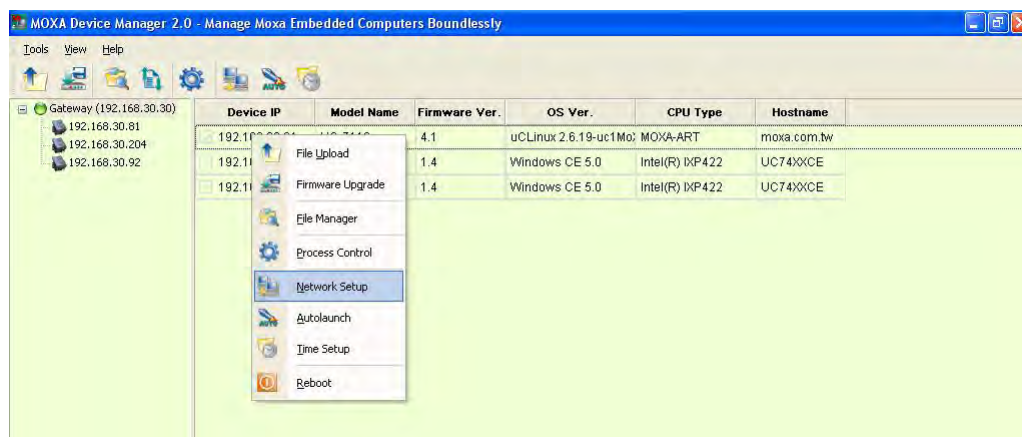 MOXA Device Manager 2.0 - Manage Moxa Embedded Computers Boundlessly
Tools View Help
Gateway (192.168.30.30)
192.168.30.81
192.168.30.204
192.168.30.92
Device IP Model Name Firmware Ver. OS Ver. CPU Type Hostname
4.1 uCLinux 2.6.19-uc1Mo MOXA-ART moxa.com.tw
1.4 Windows CE 5.0 Intel(R) IXP422 UC74XXCE
1.4 Windows CE 5.0 Intel(R) IXP422 UC74XXCE
File Upload
Firmware Upgrade
File Manager
Process Control
Network Setup
AUTO Autolaunch
Time Setup
Reboot